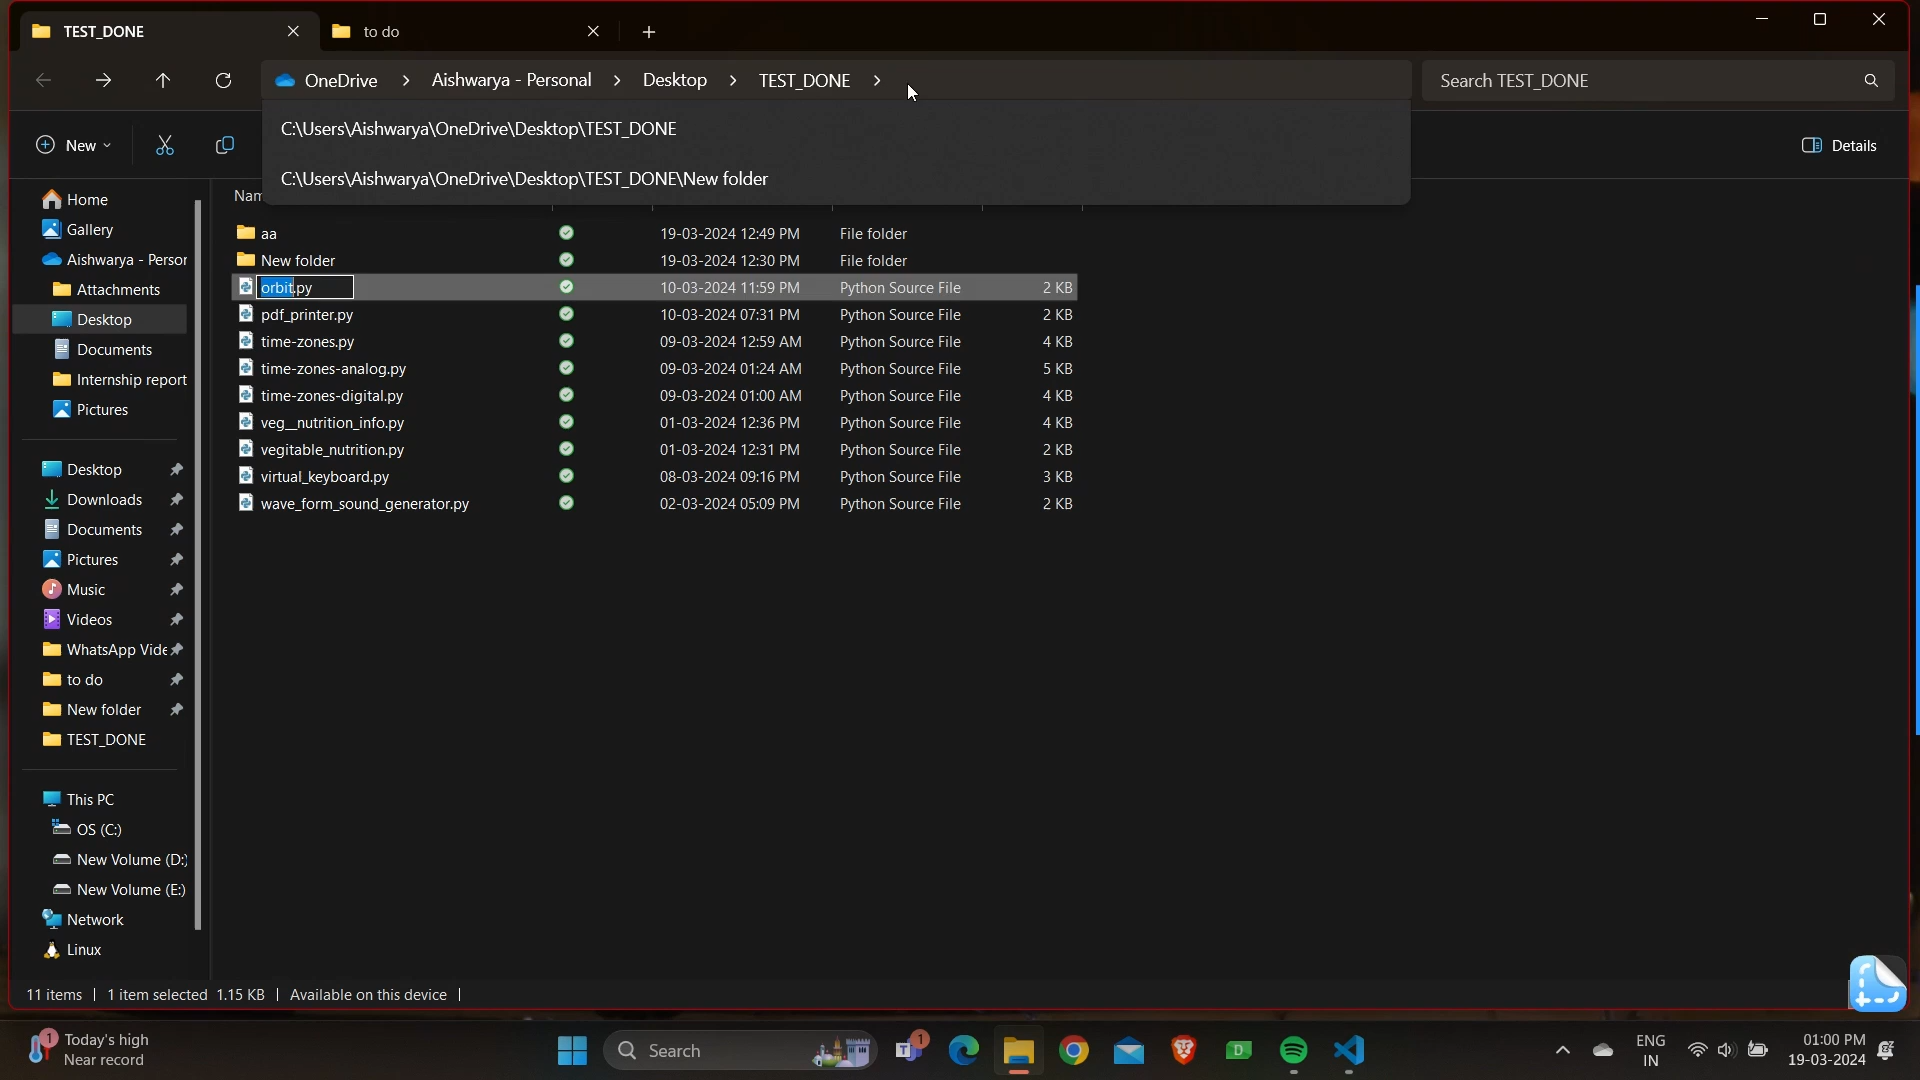 TEST_DONE
to do
OneDrive > Aishwarya - Personal > Desktop > TEST_DONE >
Search TEST_DONE
C:\Users\Aishwarya\OneDrive\Desktop\TEST_DONE
C:\Users\Aishwarya\OneDrive\Desktop\TEST_DONE\New folder
New
Details
Home
Gallery
Aishwarya - Persor
Attachments
Desktop
Documents
Internship report
Pictures
Desktop
Downloads
Documents
Pictures
Music
Videos
WhatsApp Vide
to do
New folder
TEST_DONE
This PC
OS (C:)
New Volume (D:)
New Volume (E:)
Network
Linux
Nam
aa 19-03-2024 12:49 PM File folder
New folder 19-03-2024 12:30 PM File folder
orbit.py 10-03-2024 11:59 PM Python Source File 2 KB
pdf_printer.py 10-03-2024 07:31 PM Python Source File 2 KB
time-zones.py 09-03-2024 12:59 AM Python Source File 4 KB
time-zones-analog.py 09-03-2024 01:24 AM Python Source File 5 KB
time-zones-digital.py 09-03-2024 01:00 AM Python Source File 4 KB
veg__nutrition_info.py 01-03-2024 12:36 PM Python Source File 4 KB
vegitable_nutrition.py 01-03-2024 12:31 PM Python Source File 2 KB
virtual_keyboard.py 08-03-2024 09:16 PM Python Source File 3 KB
wave_form_sound_generator.py 02-03-2024 05:09 PM Python Source File 2 KB
11 items | 1 item selected 1.15 KB | Available on this device |
1
Today's high
Near record
Search
1
D
ENG
IN
01:00 PM
19-03-2024